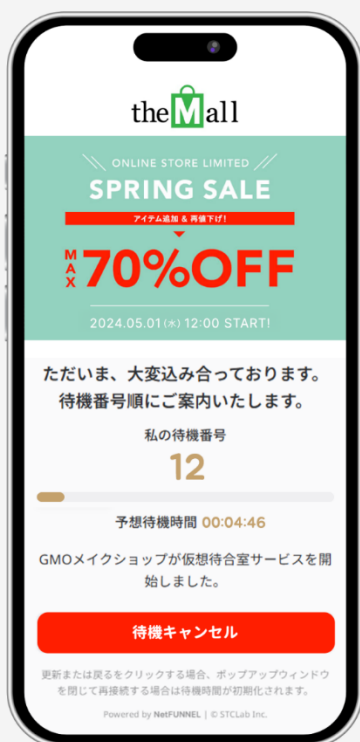 theMall
ONLINE STORE LIMITED
SPRING SALE
アイテム追加 & 再値下げ!
MAX 70%OFF
2024.05.01(水) 12:00 START!
ただいま、大変込み合っております。
待機番号順にご案内いたします。
私の待機番号
12
予想待機時間 00:04:46
GMOメイクショップが仮想待合室サービスを開
始しました。
待機キャンセル
更新または戻るをクリックする場合、ポップアップウィンドウ
を閉じて再接続する場合は待機時間が初期化されます。
Powered by NetFUNNEL | © STCLab Inc.